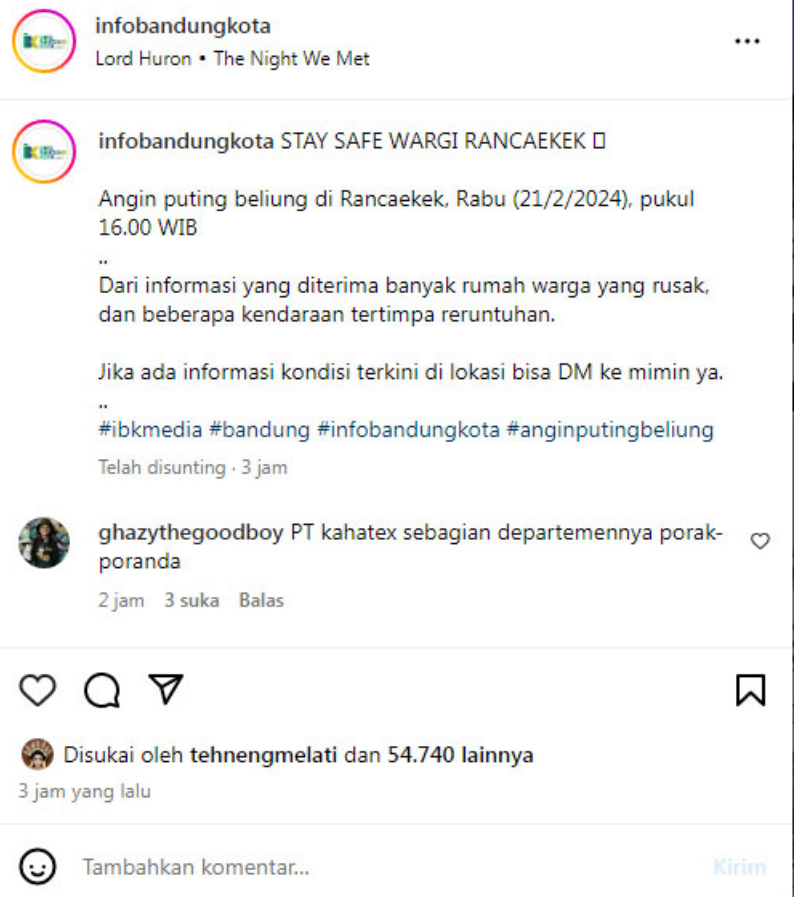 infobandungkota
Lord Huron • The Night We Met
infobandungkota STAY SAFE WARGI RANCAEKEK
Angin puting beliung di Rancaekek, Rabu (21/2/2024), pukul
16.00 WIB
..
Dari informasi yang diterima banyak rumah warga yang rusak,
dan beberapa kendaraan tertimpa reruntuhan.
Jika ada informasi kondisi terkini di lokasi bisa DM ke mimin ya.
..
#ibkmedia #bandung #infobandungkota #anginputingbeliung
Telah disunting · 3 jam
ghazythegoodboy PT kahatex sebagian departemennya porak-
poranda
2 jam 3 suka Balas
Disukai oleh tehnengmelati dan 54.740 lainnya
3 jam yang lalu
Tambahkan komentar...
Kirim